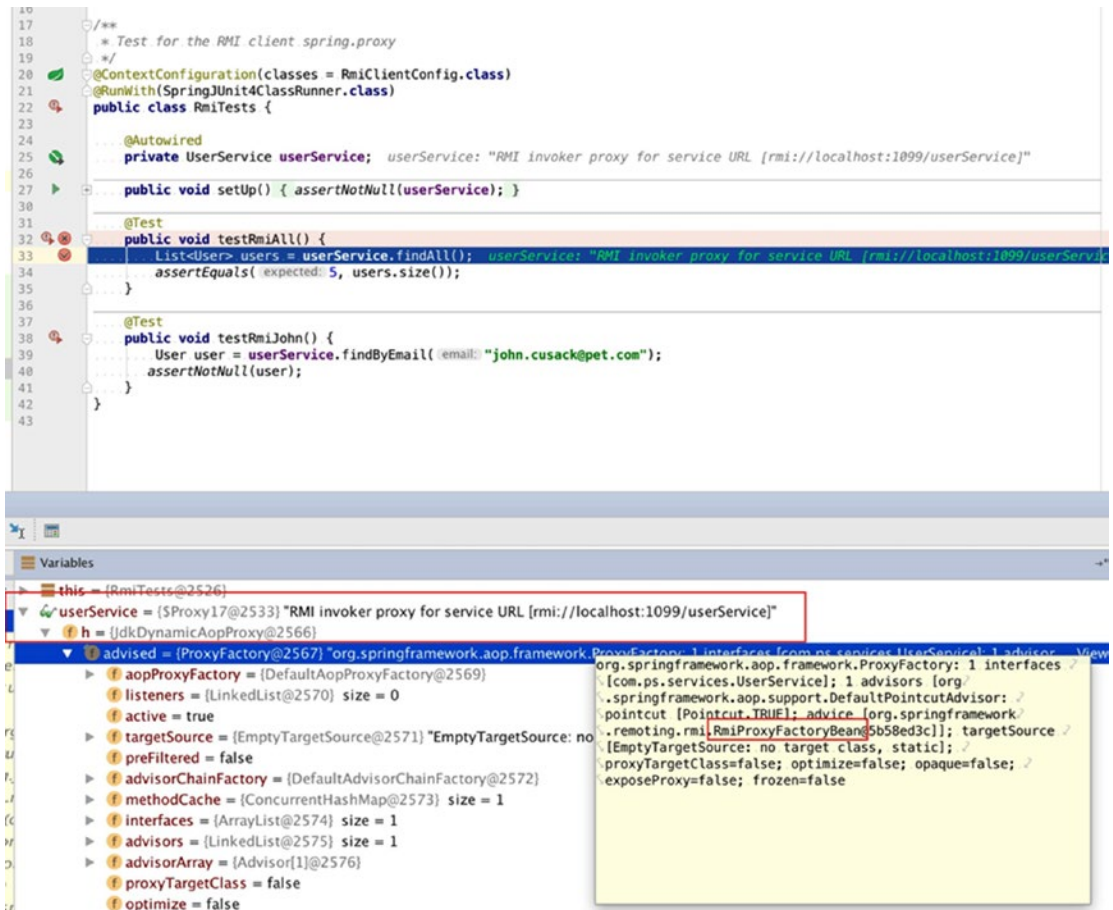 16
17 /**
18 * Test for the RMI client spring.proxy
19 */
20 @ContextConfiguration(classes = RmiClientConfig.class)
21 @RunWith(SpringJUnit4ClassRunner.class)
22 public class RmiTests {
23
24 @Autowired
25 private UserService userService; userService: "RMI invoker proxy for service URL [rmi://localhost:1099/userService]"
26
27 public void setUp() { assertNotNull(userService); }
30
31 @Test
32 public void testRmiAll() {
33 List<User> users = userService.findAll(); userService: "RMI invoker proxy for service URL [rmi://localhost:1099/userServic
34 assertEquals( expected: 5, users.size());
35 }
36
37 @Test
38 public void testRmiJohn() {
39 User user = userService.findByEmail( email: "john.cusack@pet.com");
40 assertNotNull(user);
41 }
42 }
43
Variables
this = {RmiTests@2526}
userService = {$Proxy17@2533} "RMI invoker proxy for service URL [rmi://localhost:1099/userService]"
h = {JdkDynamicAopProxy@2566}
advised = {ProxyFactory@2567} "org.springframework.aop.framework.ProxyFactory: 1 interfaces [com.ps.services.UserService]; 1 advisor... View
aopProxyFactory = {DefaultAopProxyFactory@2569}
listeners = {LinkedList@2570} size = 0
active = true
targetSource = {EmptyTargetSource@2571} "EmptyTargetSource: no
preFiltered = false
advisorChainFactory = {DefaultAdvisorChainFactory@2572}
methodCache = {ConcurrentHashMap@2573} size = 1
interfaces = {ArrayList@2574} size = 1
advisors = {LinkedList@2575} size = 1
advisorArray = {Advisor[1]@2576}
proxyTargetClass = false
optimize = false
org.springframework.aop.framework.ProxyFactory: 1 interfaces
[com.ps.services.UserService]; 1 advisors [org
.springframework.aop.support.DefaultPointcutAdvisor:
pointcut [Pointcut.TRUE]; advice [org.springframework
.remoting.rmi.RmiProxyFactoryBean@5b58ed3c]]; targetSource
[EmptyTargetSource: no target class, static];
proxyTargetClass=false; optimize=false; opaque=false;
exposeProxy=false; frozen=false